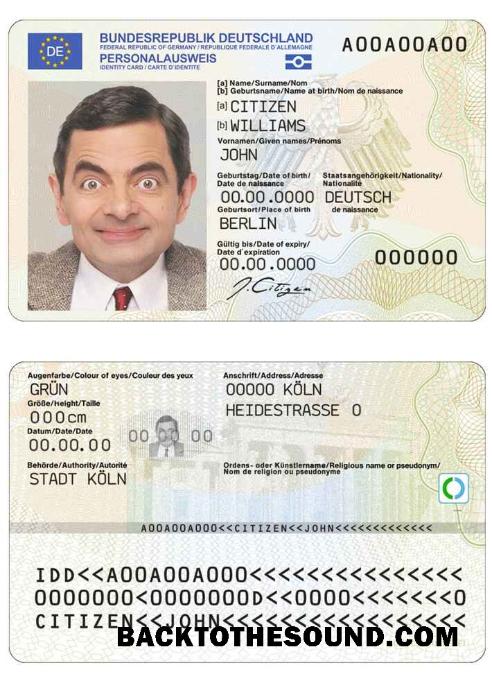 DE
BUNDESREPUBLIK DEUTSCHLAND
FEDERAL REPUBLIC OF GERMANY / REPUBLIQUE FEDERALE D'ALLEMAGNE
PERSONALAUSWEIS
IDENTITY CARD / CARTE D'IDENTITE
A00A00A00
[a] Name/Surname/Nom
[b] Geburtsname/Name at birth/Nom de naissance
[a] CITIZEN
[b] WILLIAMS
Vornamen/Given names/Prénoms
JOHN
Geburtstag/Date of birth/
Date de naissance
Staatsangehörigkeit/Nationality/
Nationalité
00.00.0000 DEUTSCH
Geburtsort/Place of birth
de naissance
BERLIN
Gültig bis/Date of expiry/
Date d'expiration
00.00.0000
000000
J. Citizen
Augenfarbe/Colour of eyes/Couleur des yeux
GRÜN
Größe/Height/Taille
000cm
Datum/Date/Date
00.00.00
00 00
Behörde/Authority/Autorité
STADT KÖLN
Anschrift/Address/Adresse
00000 KÖLN
HEIDESTRASSE 0
Ordens- oder Künstlername/Religious name or pseudonym/
Nom de religion ou pseudonyme
A00A00A000<<CITIZEN<<JOHN<<<<<<<<<<<<<
IDD<<A00A00A000<<<<<<<<<<<<<<<
0000000<0000000D<<0000<<<<<<<0
CITIZEN<<JOHN<<<<<<<<<<<<<<<<<
BACKTOTHESOUND.COM